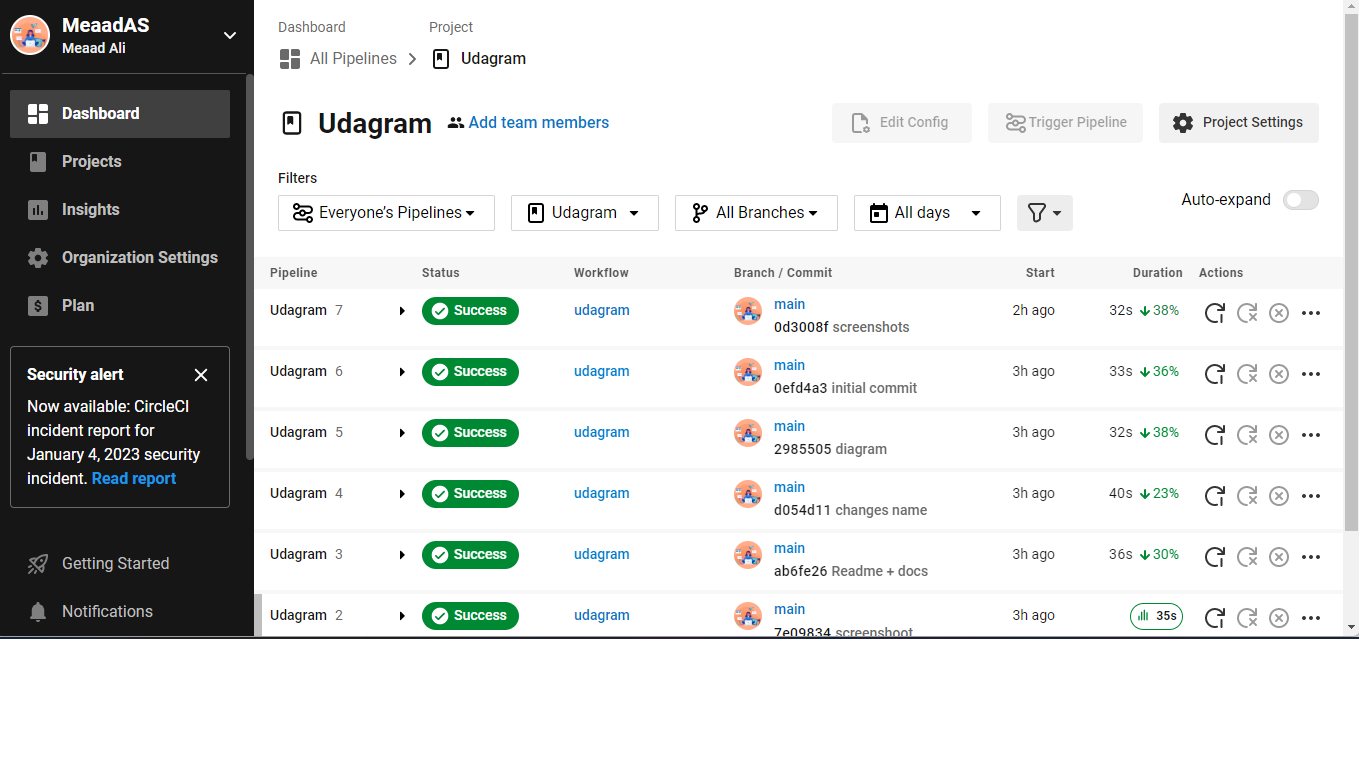 MeaadAS
Meaad Ali
Dashboard
Projects
Insights
Organization Settings
Plan
Security alert
Now available: CircleCI
incident report for
January 4, 2023 security
incident. Read report
Getting Started
Notifications
Dashboard Project
All Pipelines Udagram
Udagram Add team members Edit Config Trigger Pipeline Project Settings
Filters
Everyone’s Pipelines Udagram All Branches All days Auto-expand
Pipeline Status Workflow Branch / Commit Start Duration Actions
Udagram 7 Success udagram main 2h ago 32s 38%
0d3008f screenshots
Udagram 6 Success udagram main 3h ago 33s 36%
0efd4a3 initial commit
Udagram 5 Success udagram main 3h ago 32s 38%
2985505 diagram
Udagram 4 Success udagram main 3h ago 40s 23%
d054d11 changes name
Udagram 3 Success udagram main 3h ago 36s 30%
ab6fe26 Readme + docs
Udagram 2 Success udagram main 3h ago 35s
7e09834 screenshoot